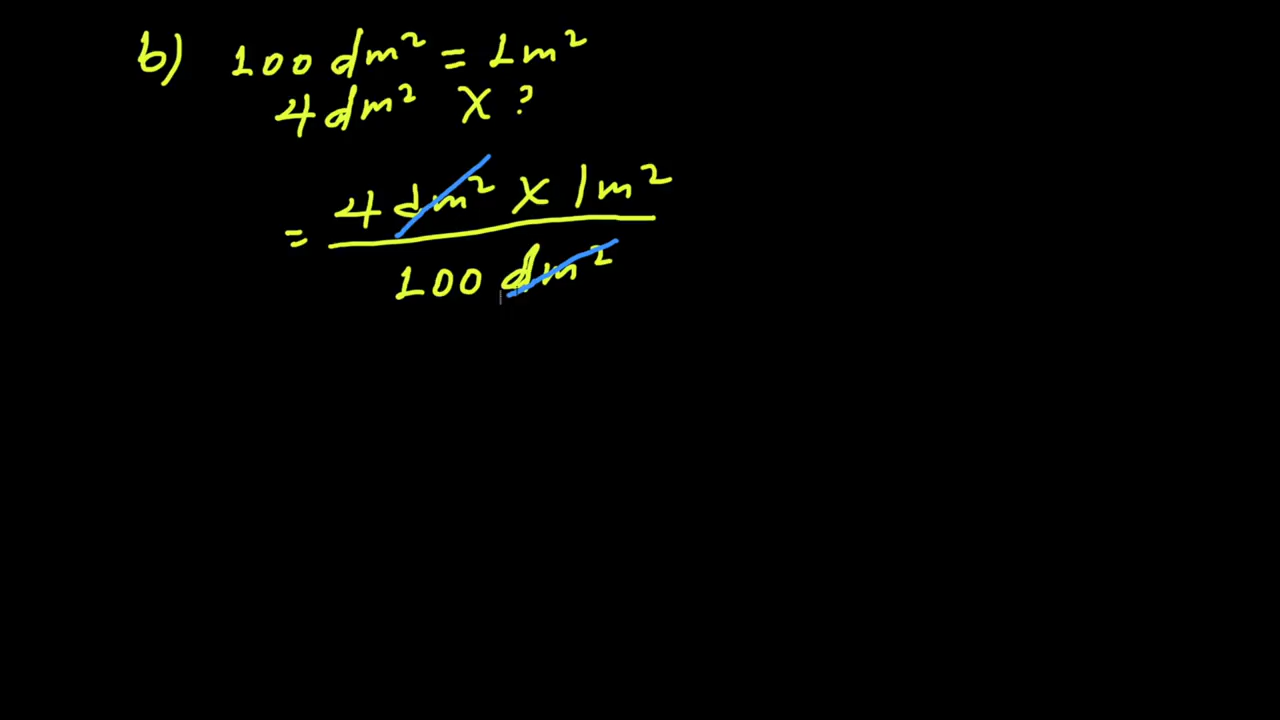 b) 100 dm² = 1m²
4dm² X ?
= 4 dm² X 1m²
100 dm²